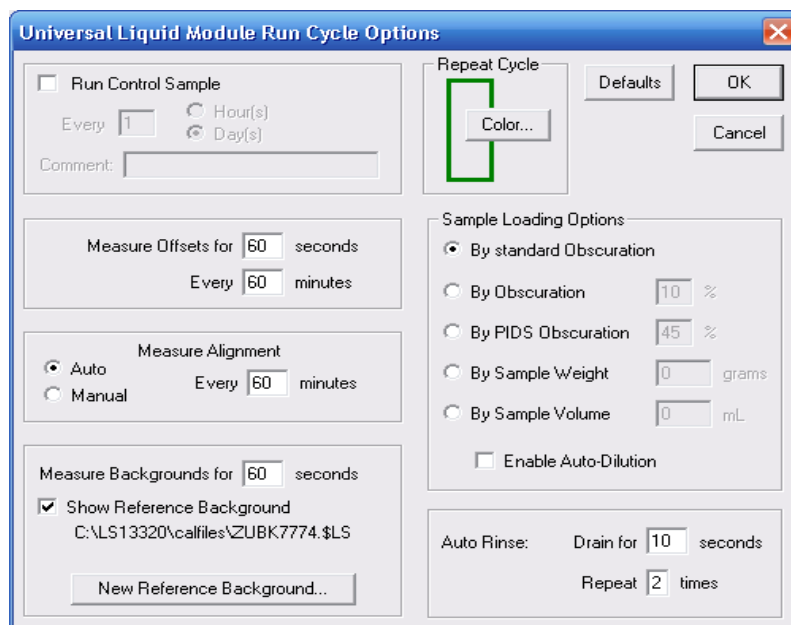 Universal Liquid Module Run Cycle Options
Run Control Sample
Every 1
Hour(s)
Day(s)
Comment:
Repeat Cycle
Color...
Defaults
OK
Cancel
Measure Offsets for 60 seconds
Every 60 minutes
Measure Alignment
Auto
Manual
Every 60 minutes
Measure Backgrounds for 60 seconds
Show Reference Background
C:\LS13320\calfiles\ZUBK7774.$LS
New Reference Background...
Sample Loading Options
By standard Obscuration
By Obscuration 10 %
By PIDS Obscuration 45 %
By Sample Weight 0 grams
By Sample Volume 0 mL
Enable Auto-Dilution
Auto Rinse: Drain for 10 seconds
Repeat 2 times